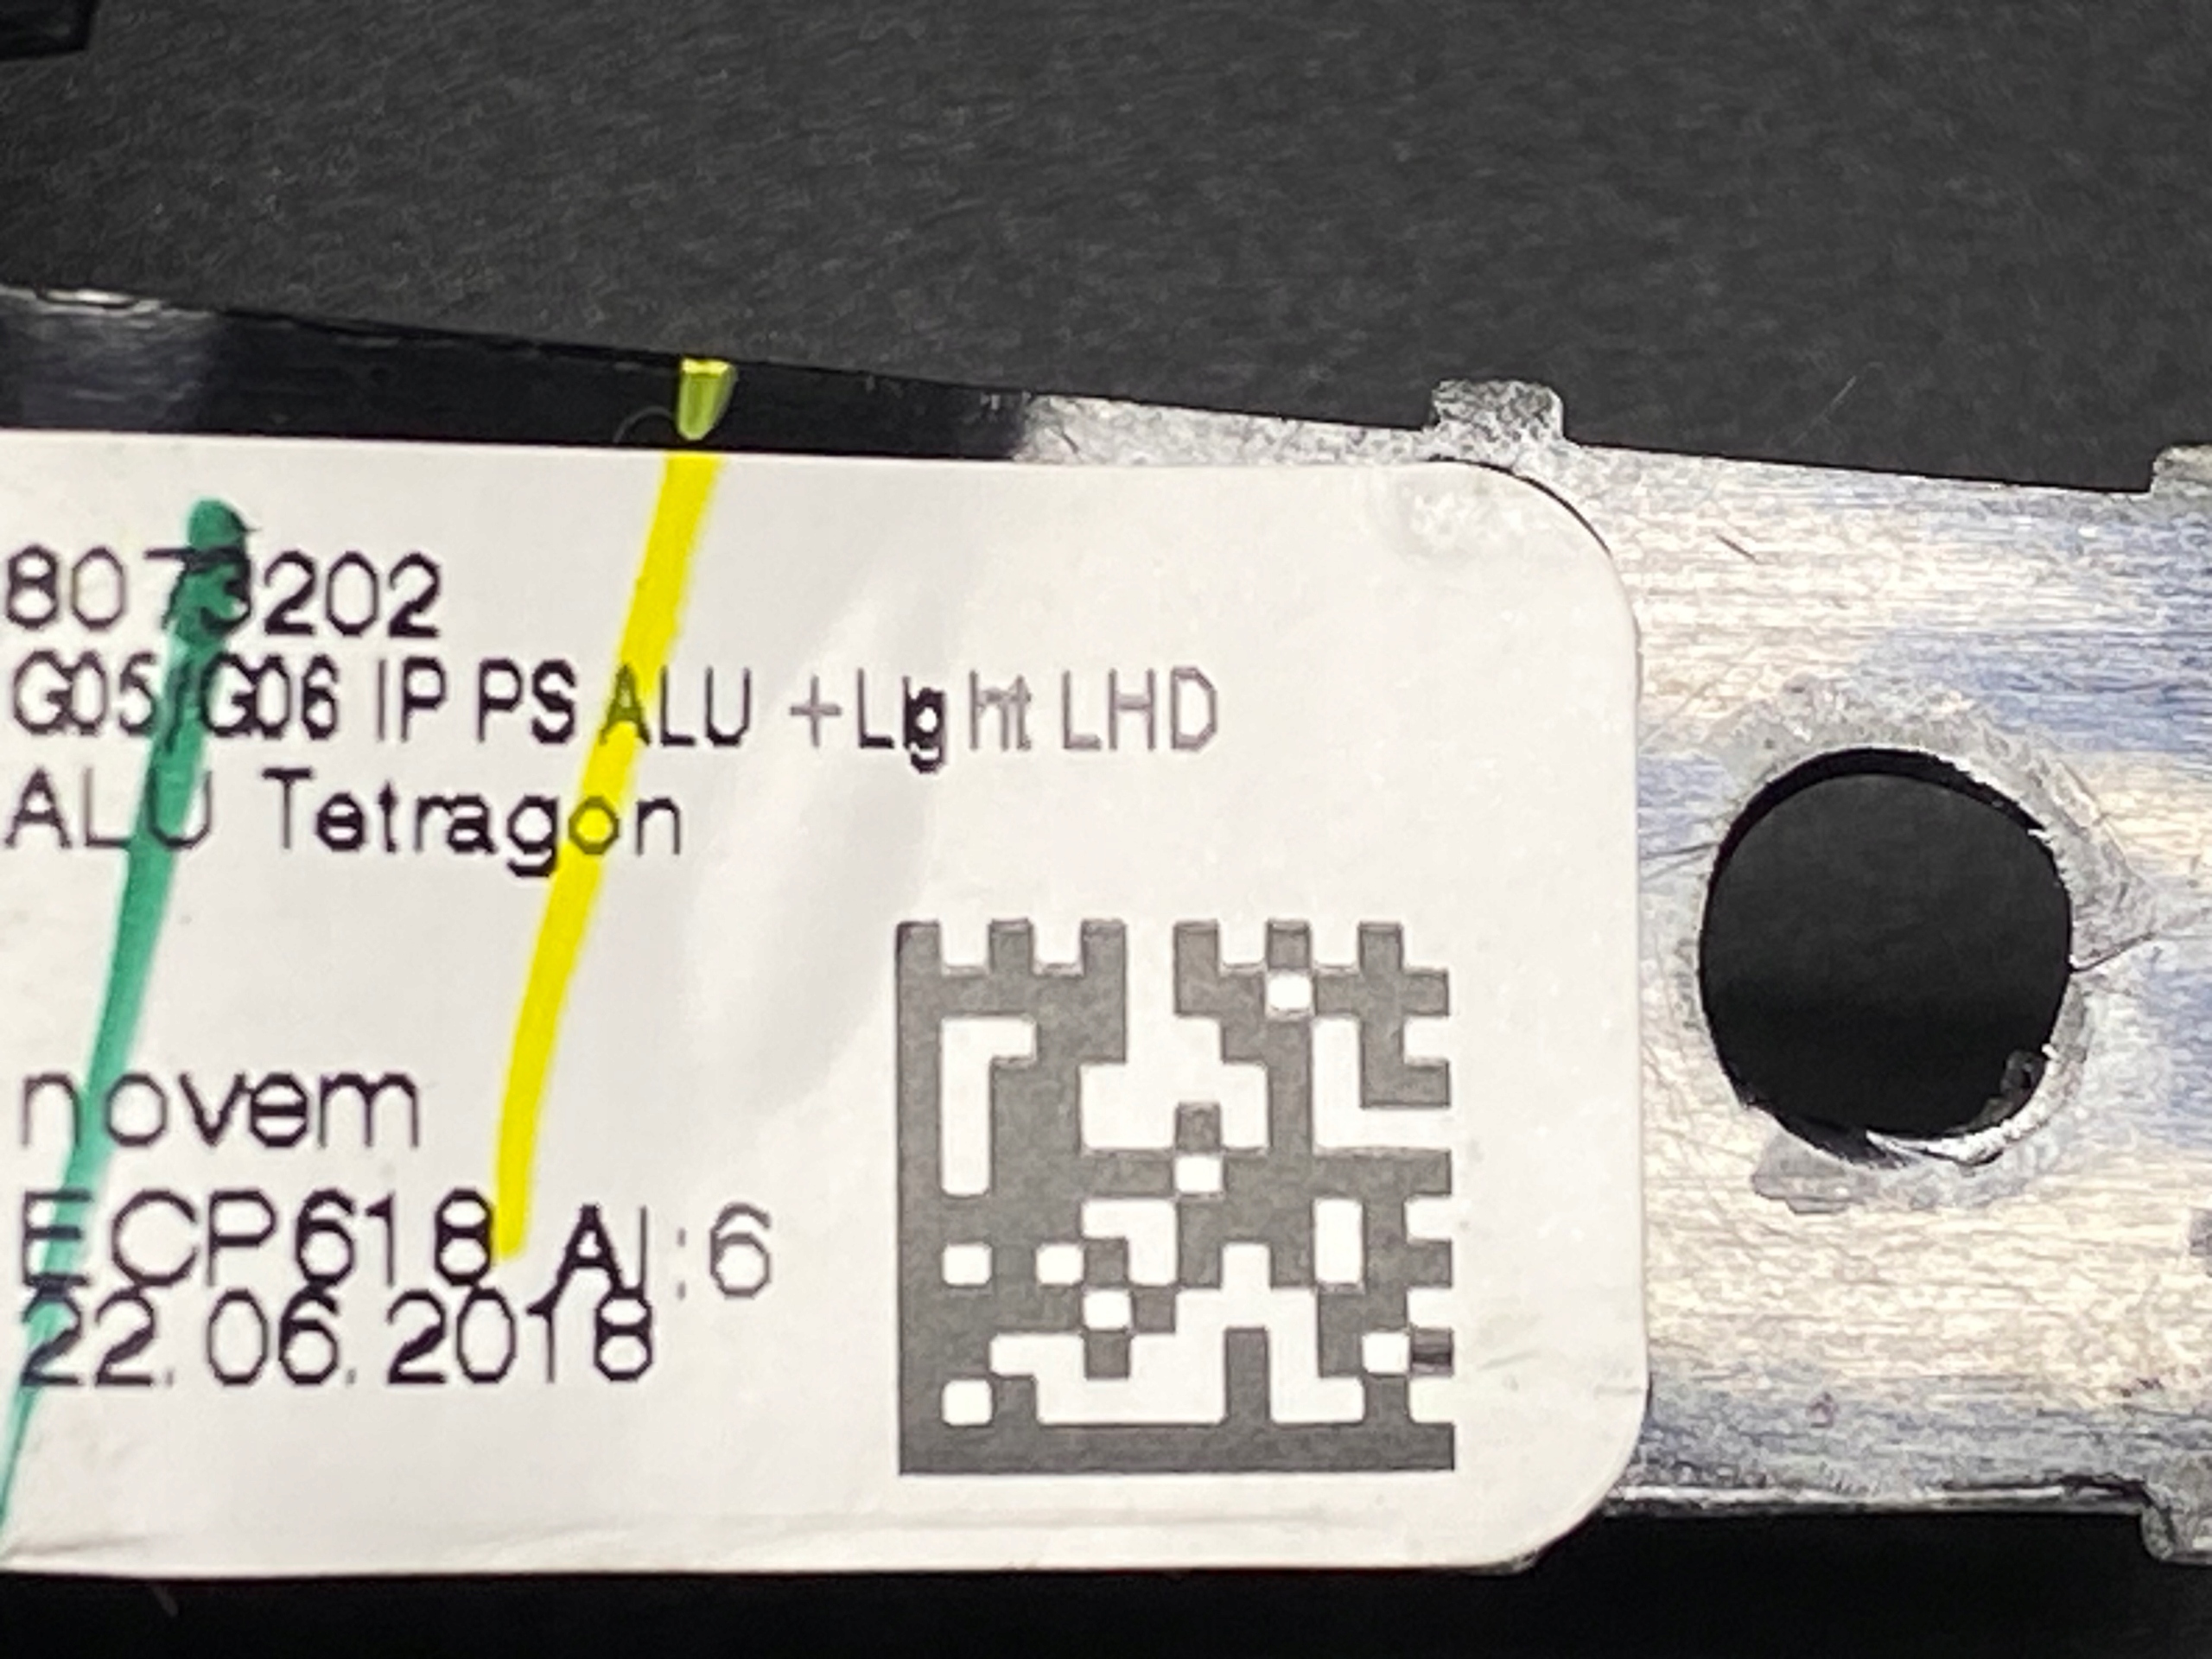 8073202
G05/G06 IP PS ALU +Light LHD
ALU Tetragon
novem
ECP618 AI:6
22.06.2018